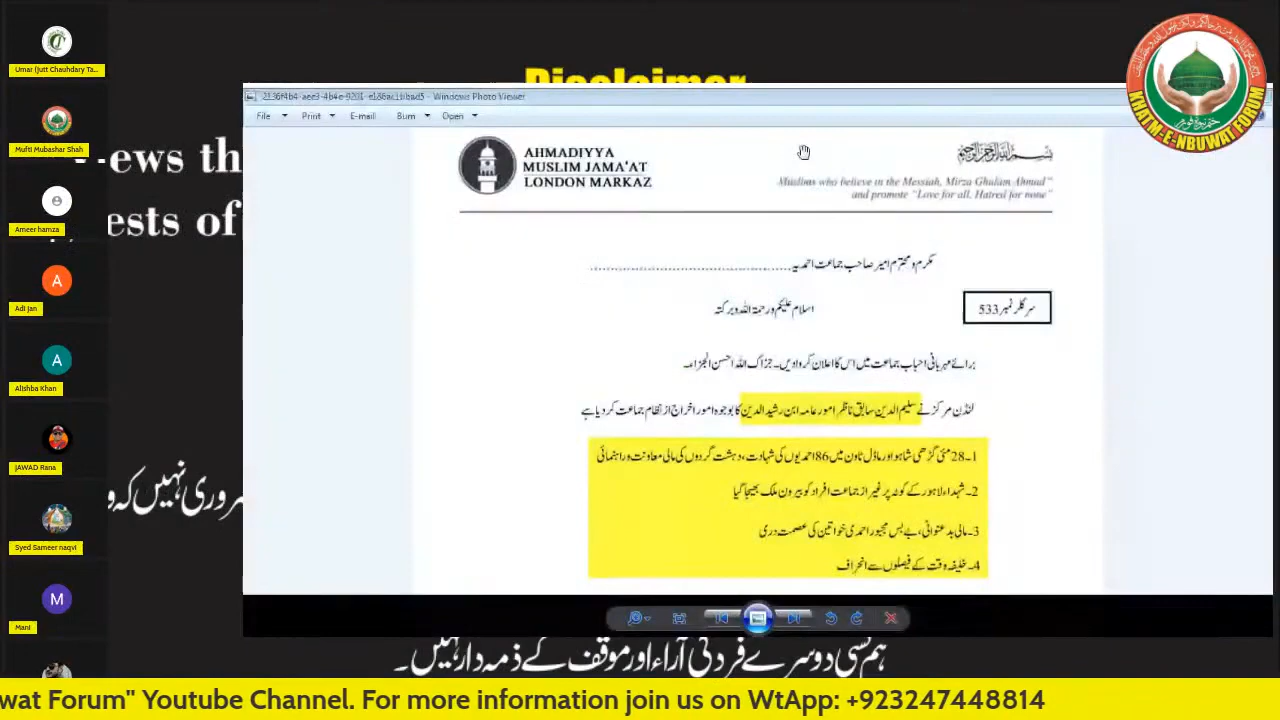 Disclaimer
Umar (Jutt Chauhdary Ta...
Mufti Mubashar Shah
Ameer hamza
Adi Jan
Alishba Khan
JAWAD Rana
Syed Sameer naqvi
Mani
ews th
ests of
Windows Photo Viewer
File Print E-mail Burn Open
AHMADIYYA
MUSLIM JAMA'AT
LONDON MARKAZ
بسم اللہ الرحمن الرحیم
Muslims who believe in the Messiah, Mirza Ghulam Ahmad"
and promote "Love for all, Hatred for none"
مکرم و محترم امیر صاحب جماعت احمدیہ ........................................
سرکلر نمبر 533
اسلام علیکم ورحمۃ اللہ وبرکتہ
برائے مہربانی احباب جماعت میں اس کا اعلان کروا دیں۔ جزاک اللہ احسن الجزاء۔
لنڈن مرکز نے سلیم الدین سابق ناظر امور عامہ ابن رشید الدین کا بوجوہ امور اخراج از نظام جماعت کر دیا ہے
1۔ 28 مئی گڑھی شاہو اور ماڈل ٹاون میں 86 احمدیوں کی شہادت، دہشت گردوں کی مالی معاونت و راہنمائی
2۔ شہداء لاہور کے کوٹہ پر غیر از جماعت افراد کو بیرون ملک بھیجا گیا
3۔ مالی بدعنوانی، بے بس مجبور احمدی خواتین کی عصمت دری
4۔ خلیفہ وقت کے فیصلوں سے انحراف
ضروری نہیں کہ
ہم کسی دوسرے فرد کی آراء اور موقف کے ذمہ دار نہیں۔
KHATM-E-NBUWAT FORUM
wat Forum" Youtube Channel. For more information join us on WtApp: +923247448814